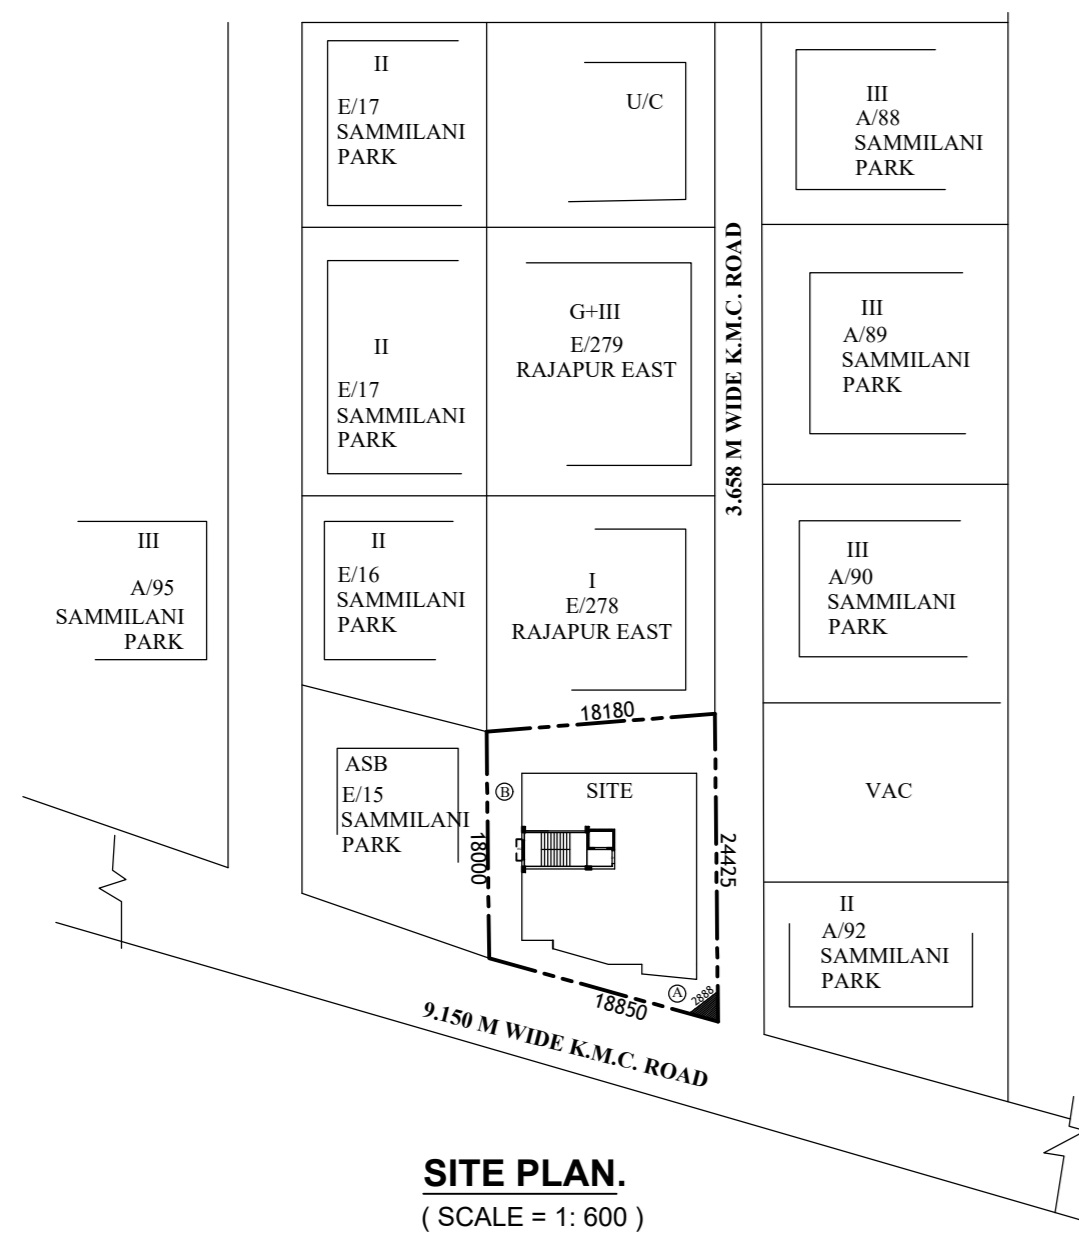 II
E/17
SAMMILANI
PARK
U/C
III
A/88
SAMMILANI
PARK
II
E/17
SAMMILANI
PARK
G+III
E/279
RAJAPUR EAST
3.658 M WIDE K.M.C. ROAD
III
A/89
SAMMILANI
PARK
III
A/95
SAMMILANI
PARK
II
E/16
SAMMILANI
PARK
I
E/278
RAJAPUR EAST
III
A/90
SAMMILANI
PARK
18180
ASB
E/15
SAMMILANI
PARK
18000
B
SITE
24425
VAC
II
A/92
SAMMILANI
PARK
A
2888
18850
9.150 M WIDE K.M.C. ROAD
SITE PLAN.
( SCALE = 1: 600 )